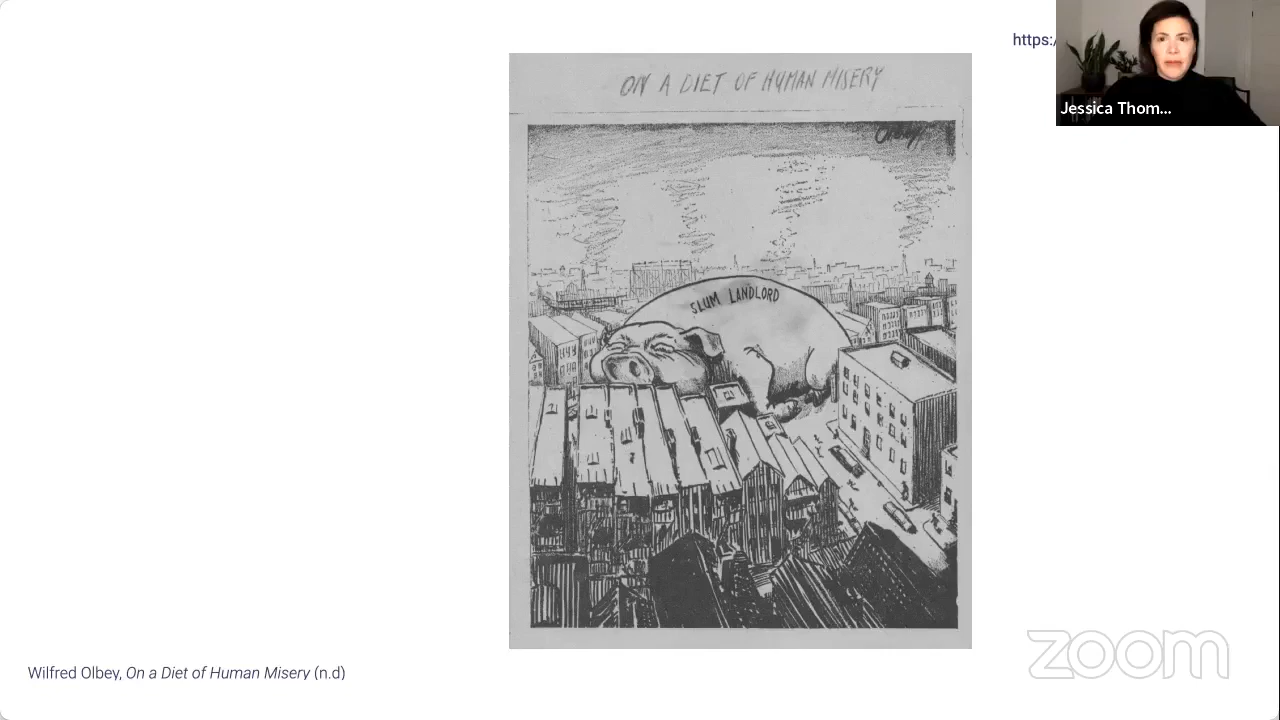 https:/
Jessica Thom...
ON A DIET OF HUMAN MISERY
SLUM LANDLORD
Wilfred Olbey, On a Diet of Human Misery (n.d)
zoom